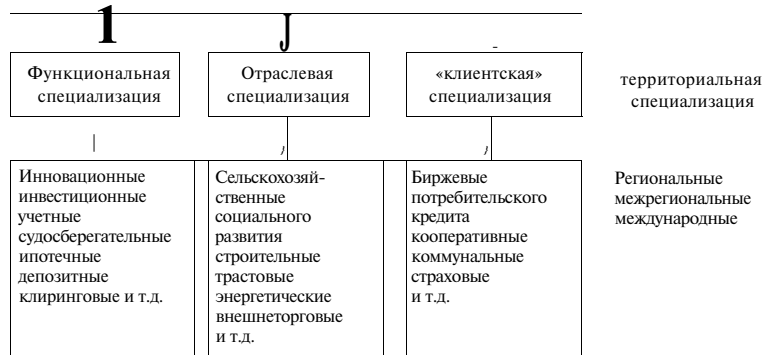 Функциональная
специализация
Отраслевая
специализация
«клиентская»
специализация
территориальная
специализация
Инновационные
инвестиционные
учетные
судосберегательные
ипотечные
депозитные
клиринговые и т.д.
Сельскохозяй-
ственные
социального
развития
строительные
трастовые
энергетические
внешнеторговые
и т.д.
Биржевые
потребительского
кредита
кооперативные
коммунальные
страховые
и т.д.
Региональные
межрегиональные
международные